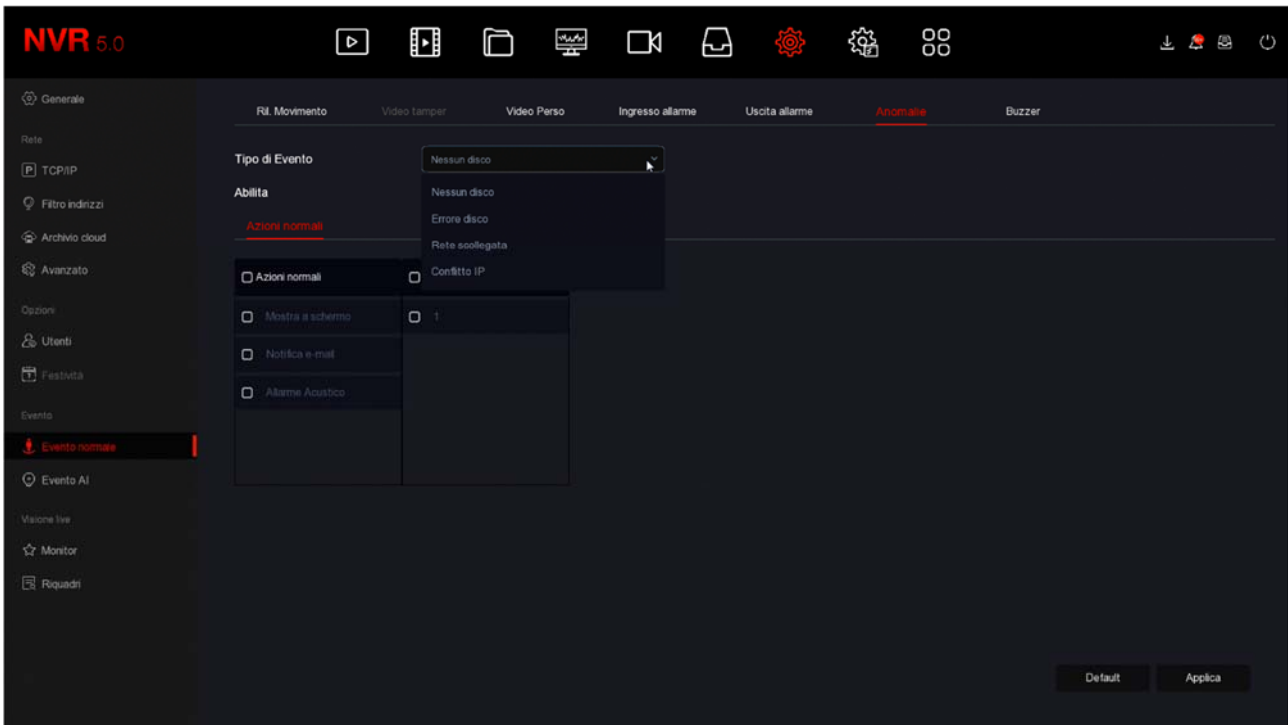 NVR 5.0
Generale
Rete
TCP/IP
Filtro indirizzi
Archivio cloud
Avanzato
Opzioni
Utenti
Festività
Evento
Evento normale
Evento AI
Visione live
Monitor
Riquadri
Ril. Movimento Video tamper Video Perso Ingresso allarme Uscita allarme Anomalie Buzzer
Tipo di Evento Nessun disco
Abilita
Nessun disco
Errore disco
Rete scollegata
Conflitto IP
Azioni normali
Azioni normali
Mostra a schermo 1
Notifica e-mail
Allarme Acustico
Default Applica